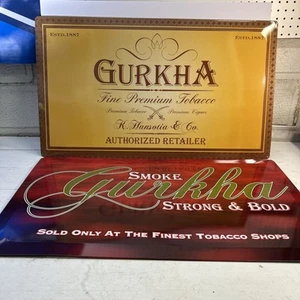 ESTD. 1887 ESTD. 1887
GURKHA
Fine Premium Tobacco
Premium Tobacco Premium Cigars
K. Hansotia & Co.
AUTHORIZED RETAILER
SMOKE
Gurkha
STRONG & BOLD
SOLD ONLY AT THE FINEST TOBACCO SHOPS